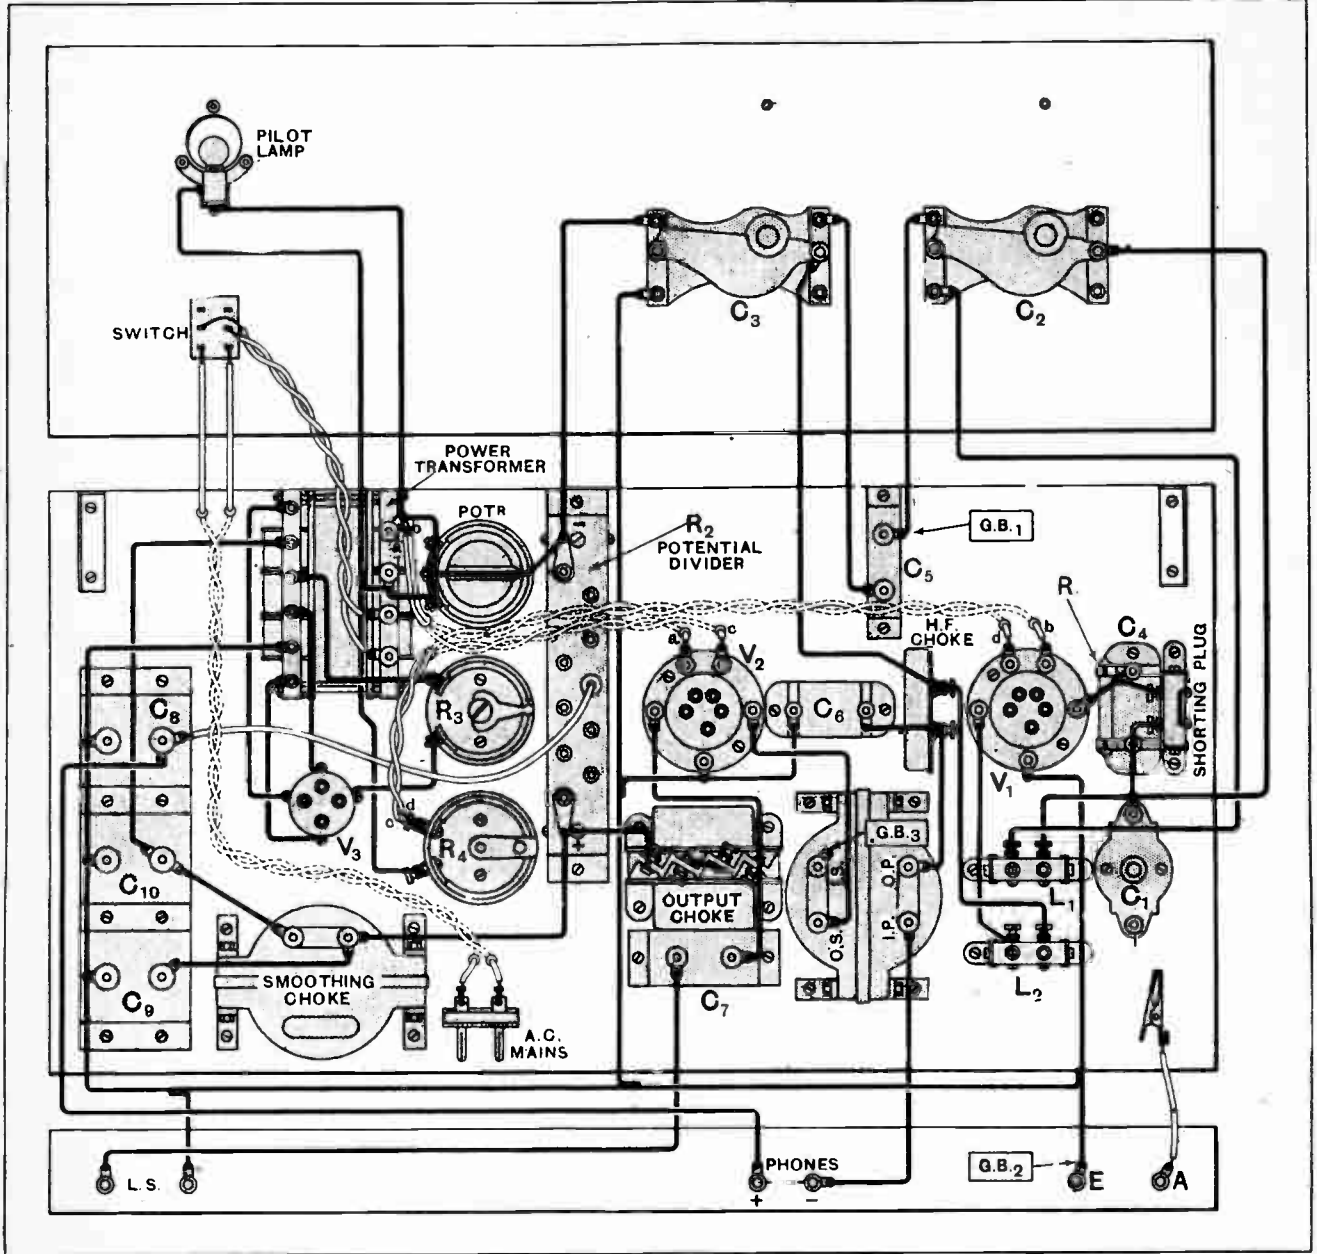 PILOT
LAMP
SWITCH
C3
C2
POWER
TRANSFORMER
POTR
R2
POTENTIAL
DIVIDER
G.B.1
C5
H.F.
CHOKE
R.
C4
SHORTING PLUG
a
c
d
b
b
V2
V1
C6
C8
R3
V3
d
c
R4
C10
+
-
OUTPUT
CHOKE
G.B.3
I.S.
O.P.
O.S.
I.P.
L1
C1
L2
C9
SMOOTHING
CHOKE
C7
A.C.
MAINS
L.S.
PHONES
+
-
G.B.2
E
A